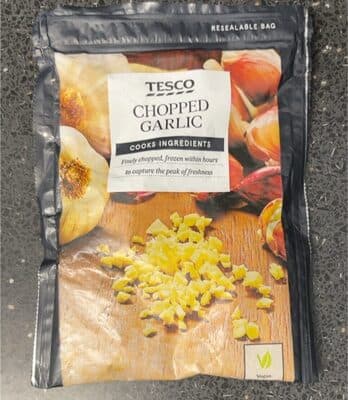 RESEALABLE BAG
TESCO
CHOPPED
GARLIC
COOKS INGREDIENTS
Finely chopped, frozen within hours
to capture the peak of freshness
Vegan